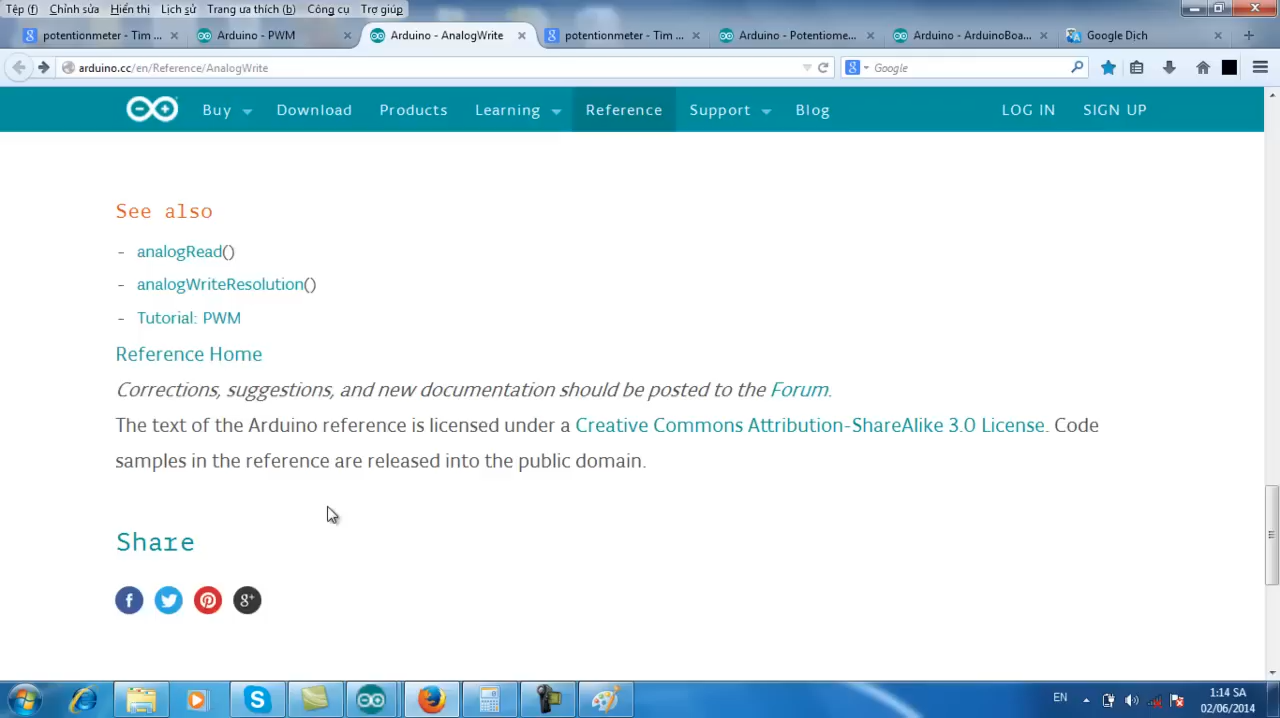 Tệp (f) Chỉnh sửa Hiển thị Lịch sử Trang ưa thích (b) Công cụ Trợ giúp
potentionmeter - Tìm ... Arduino - PWM Arduino - AnalogWrite potentionmeter - Tìm ... Arduino - Potentiome... Arduino - ArduinoBoa... Google Dịch
arduino.cc/en/Reference/AnalogWrite Google
Buy Download Products Learning Reference Support Blog LOG IN SIGN UP
See also
- analogRead()
- analogWriteResolution()
- Tutorial: PWM
Reference Home
Corrections, suggestions, and new documentation should be posted to the Forum.
The text of the Arduino reference is licensed under a Creative Commons Attribution-ShareAlike 3.0 License. Code
samples in the reference are released into the public domain.
Share
EN 1:14 SA
02/06/2014